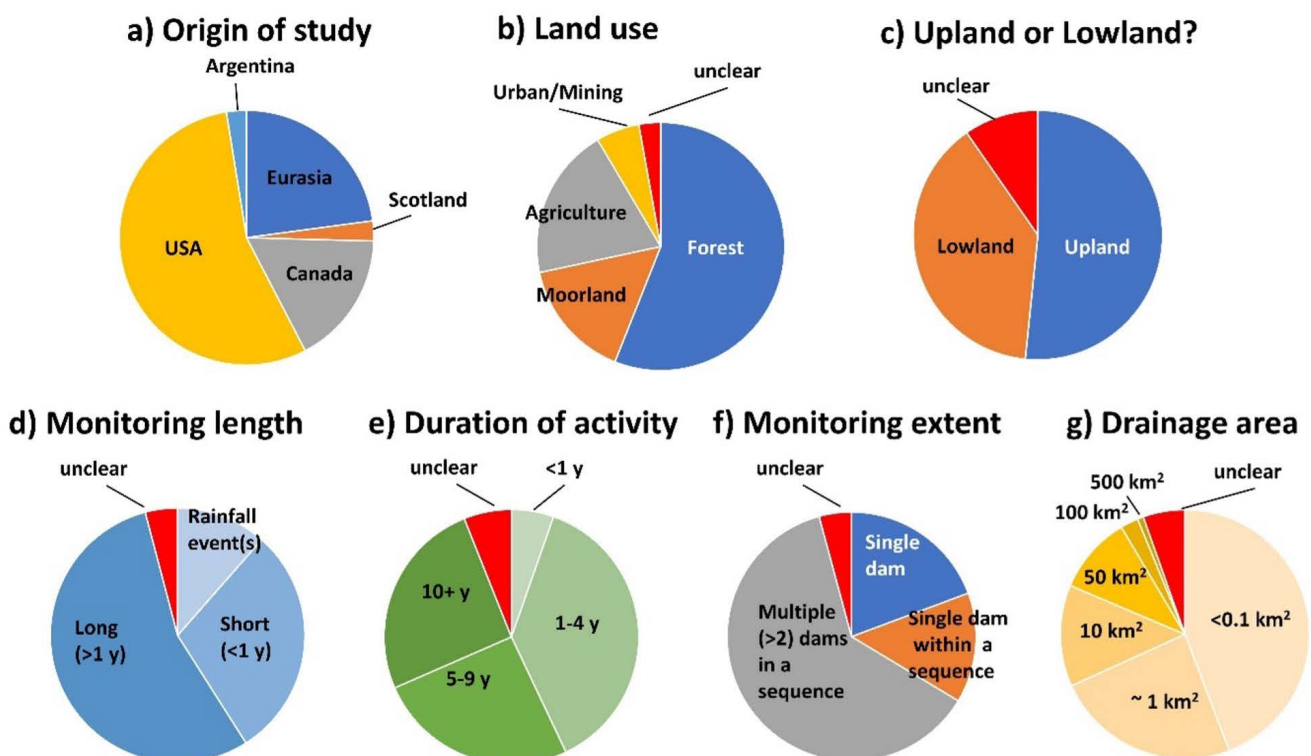 a) Origin of study
Argentina
Eurasia
Scotland
USA
Canada
b) Land use
unclear
Urban/Mining
Agriculture
Forest
Moorland
c) Upland or Lowland?
unclear
Lowland
Upland
d) Monitoring length
unclear
Rainfall
event(s)
Long
(>1 y)
Short
(<1 y)
e) Duration of activity
unclear
<1 y
10+ y
1-4 y
5-9 y
f) Monitoring extent
unclear
Single
dam
Multiple
(>2) dams
in a
sequence
Single dam
within a
sequence
g) Drainage area
unclear
500 km²
100 km²
50 km²
<0.1 km²
10 km²
~ 1 km²